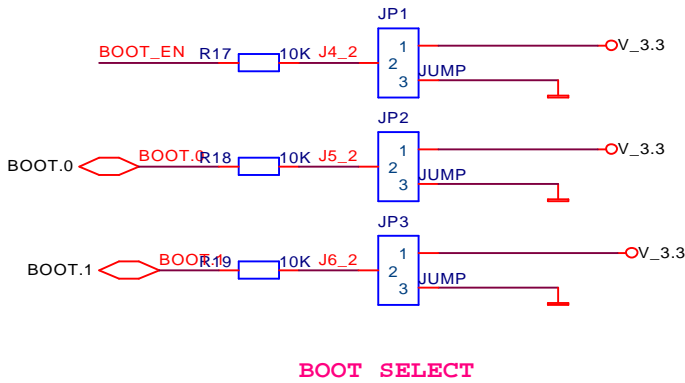 JP1
BOOT_EN R17 10K J4_2 1 V_3.3
2
3 JUMP
JP2
BOOT.0 BOOT.0 R18 10K J5_2 1 V_3.3
2
3 JUMP
JP3
BOOT.1 BOOT.1 R19 10K J6_2 1 V_3.3
2
3 JUMP
BOOT SELECT